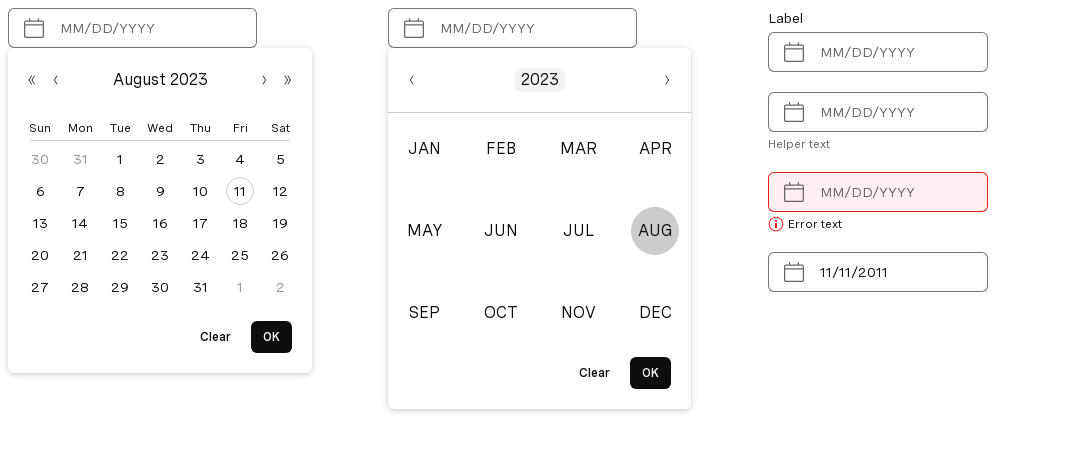 MM/DD/YYYY
« ‹ August 2023 › »
Sun Mon Tue Wed Thu Fri Sat
30 31 1 2 3 4 5
6 7 8 9 10 11 12
13 14 15 16 17 18 19
20 21 22 23 24 25 26
27 28 29 30 31 1 2
Clear OK
MM/DD/YYYY
‹ 2023 ›
JAN FEB MAR APR
MAY JUN JUL AUG
SEP OCT NOV DEC
Clear OK
Label
MM/DD/YYYY
MM/DD/YYYY
Helper text
MM/DD/YYYY
Error text
11/11/2011